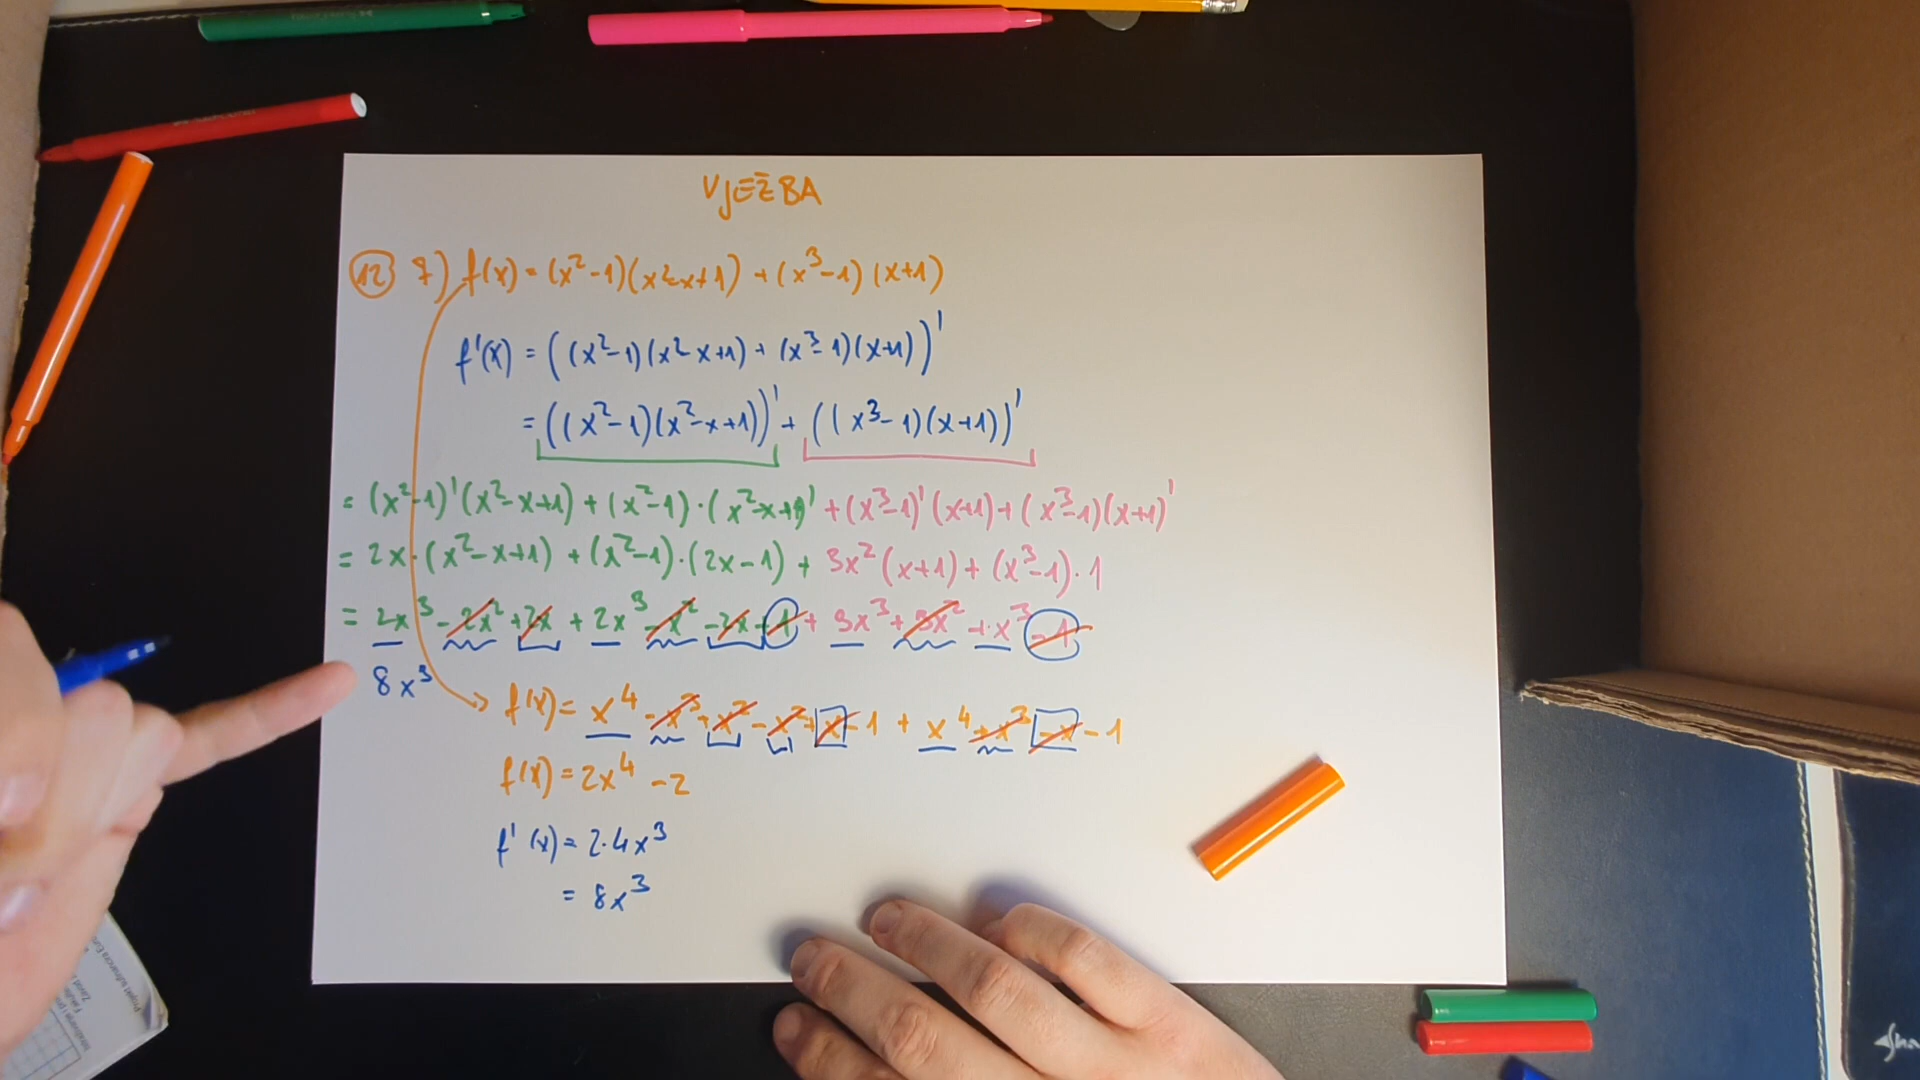 VJEŽBA
12) 7) f(x) = (x²-1)(x²-x+1) + (x³-1)(x+1)
f'(x) = ((x²-1)(x²-x+1) + (x³-1)(x+1))'
= ((x²-1)(x²-x+1))' + ((x³-1)(x+1))'
= (x²-1)'(x²-x+1) + (x²-1)·(x²-x+1)' + (x³-1)'(x+1) + (x³-1)(x+1)'
= 2x·(x²-x+1) + (x²-1)·(2x-1) + 3x²(x+1) + (x³-1)·1
= 2x³ - 2x² + 2x + 2x³ - x² - 2x + 1 + 3x³ + 3x² + x³ - 1
8x³
f(x) = x⁴ - x³ + x² - x² + x - 1 + x⁴ + x³ - x - 1
f(x) = 2x⁴ - 2
f'(x) = 2·4x³
= 8x³